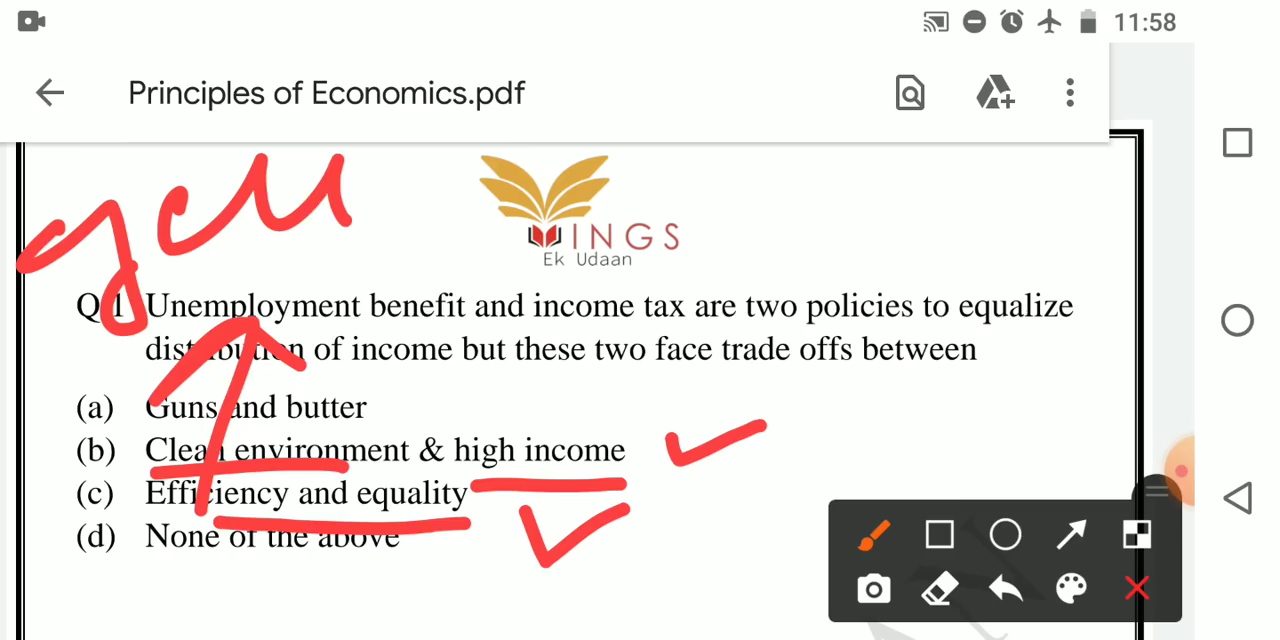 11:58
Principles of Economics.pdf
WINGS
Ek Udaan
Q.1 Unemployment benefit and income tax are two policies to equalize
distribution of income but these two face trade offs between
(a) Guns and butter
(b) Clean environment & high income
(c) Efficiency and equality
(d) None of the above